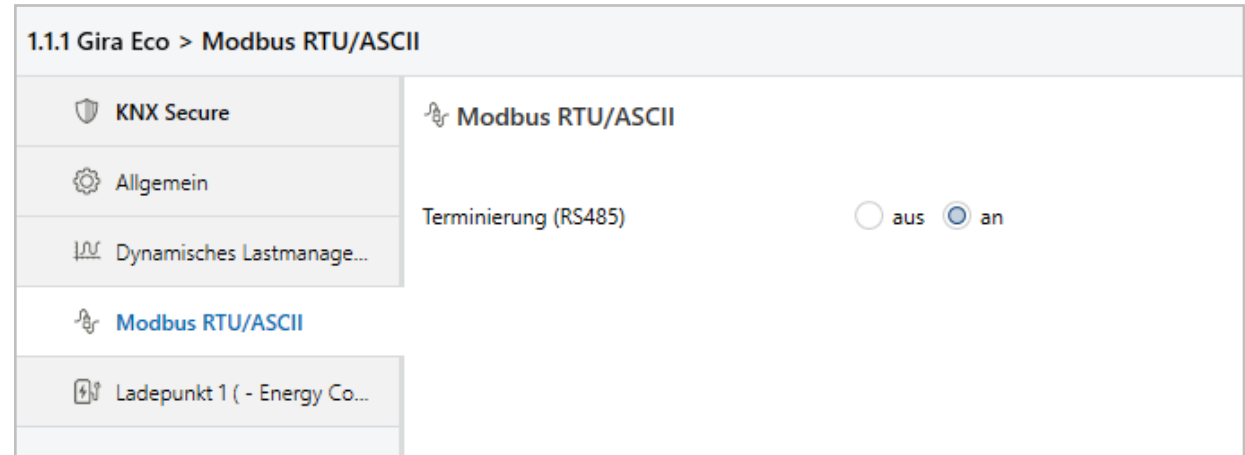 1.1.1 Gira Eco > Modbus RTU/ASCII
KNX Secure
Allgemein
Dynamisches Lastmanage...
Modbus RTU/ASCII
Ladepunkt 1 ( - Energy Co...
Modbus RTU/ASCII
Terminierung (RS485) aus an